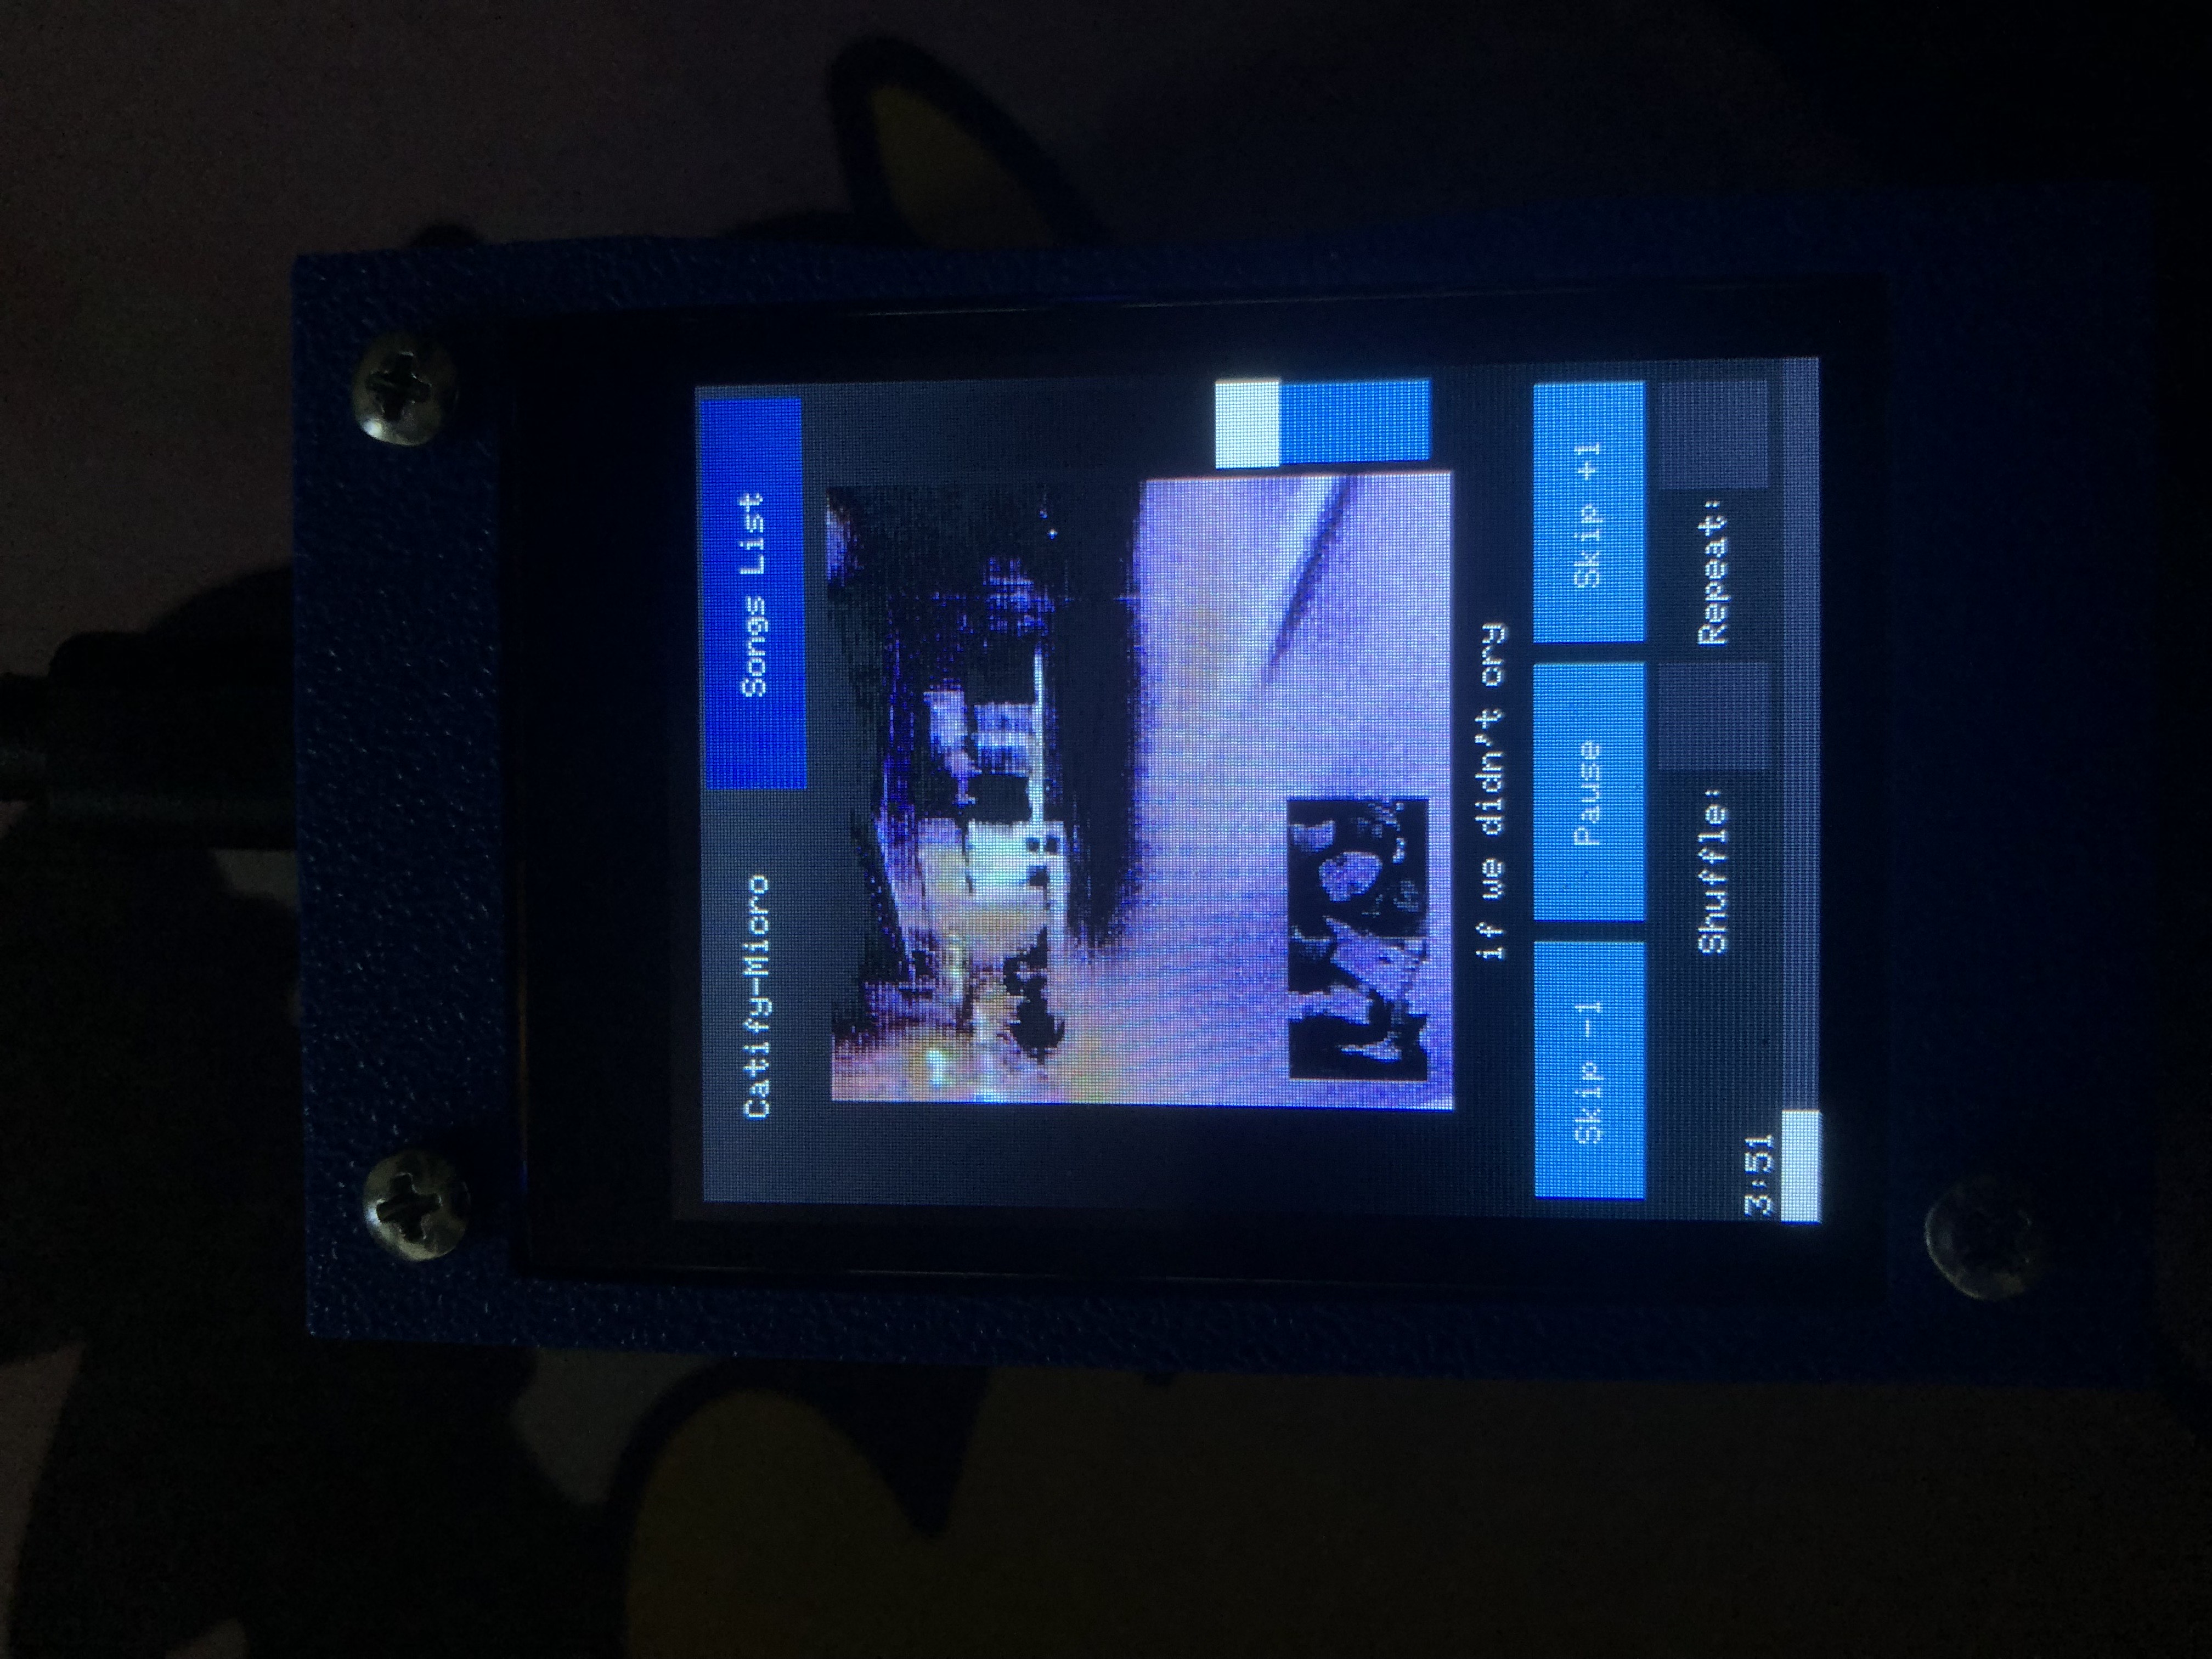 Catify-Micro
Songs List
if we didn't cry
Skip -1
Pause
Skip +1
Shuffle:
Repeat:
3:51